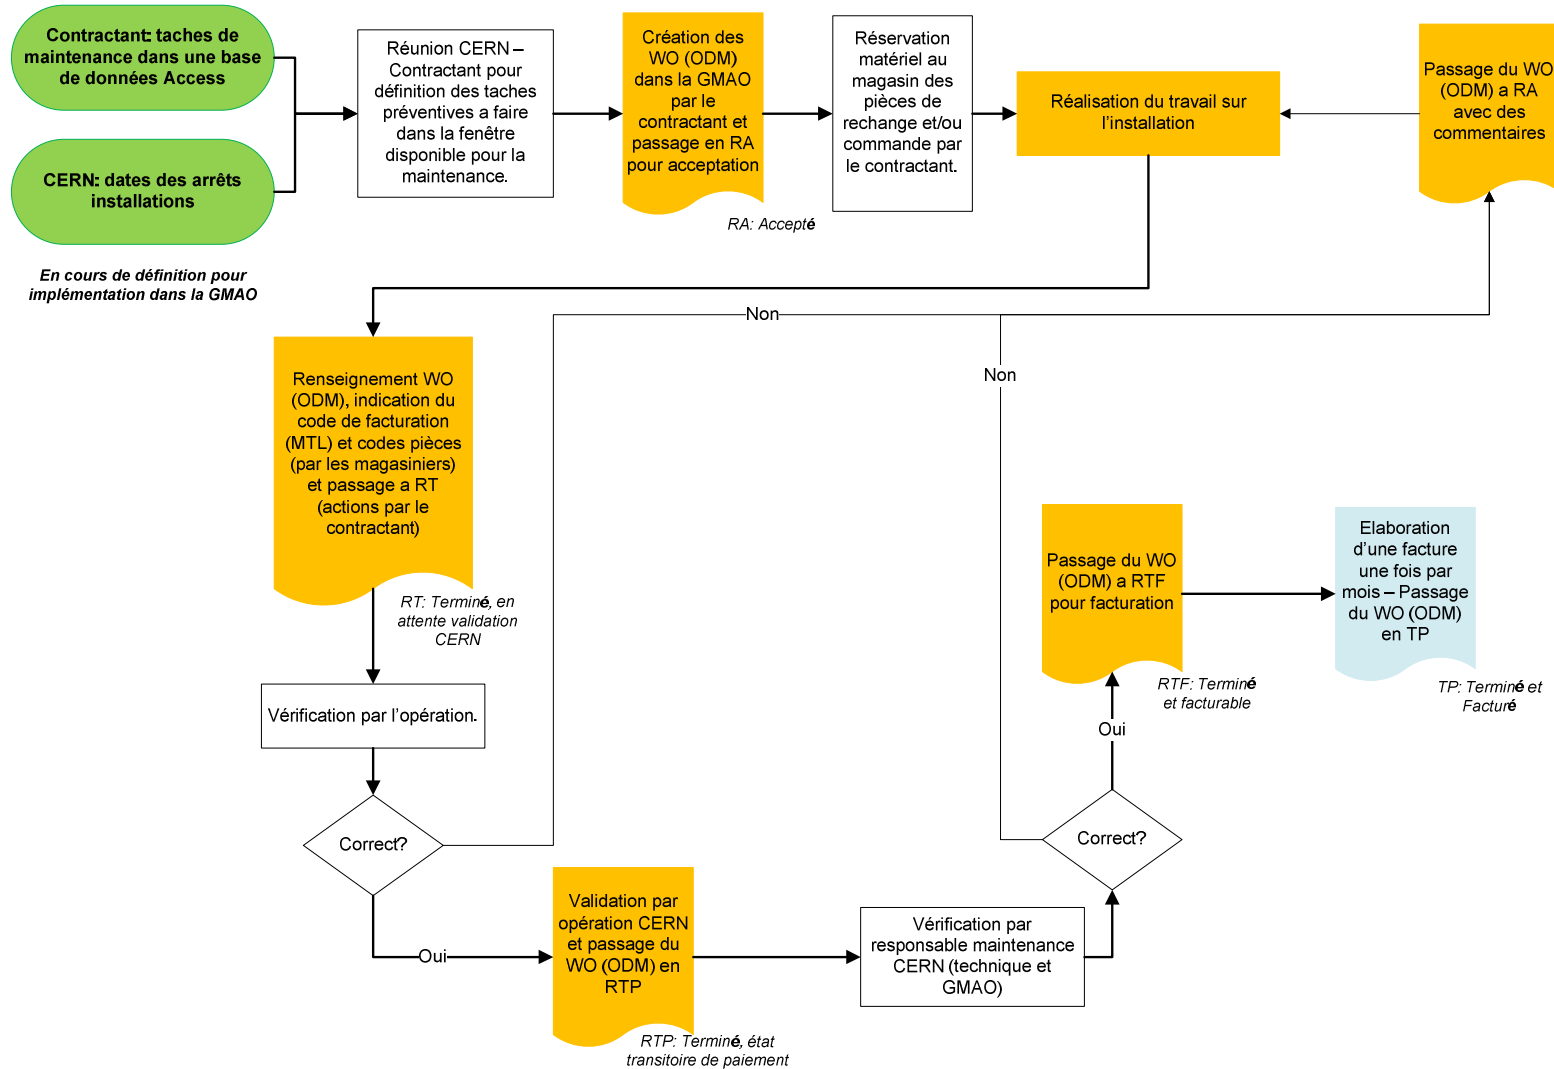 Contractant: taches de
maintenance dans une base
de données Access
CERN: dates des arrêts
installations
En cours de définition pour
implémentation dans la GMAO
Réunion CERN –
Contractant pour
définition des taches
préventives a faire
dans la fenêtre
disponible pour la
maintenance.
Création des
WO (ODM)
dans la GMAO
par le
contractant et
passage en RA
pour acceptation
RA: Accepté
Réservation
matériel au
magasin des
pièces de
rechange et/ou
commande par
le contractant.
Réalisation du travail sur
l’installation
Passage du WO
(ODM) a RA
avec des
commentaires
Non
Non
Renseignement WO
(ODM), indication du
code de facturation
(MTL) et codes pièces
(par les magasiniers)
et passage a RT
(actions par le
contractant)
RT: Terminé, en
attente validation
CERN
Vérification par l’opération.
Correct?
Oui
Validation par
opération CERN
et passage du
WO (ODM) en
RTP
RTP: Terminé, état
transitoire de paiement
Vérification par
responsable maintenance
CERN (technique et
GMAO)
Correct?
Oui
Passage du WO
(ODM) a RTF
pour facturation
RTF: Terminé
et facturable
Elaboration
d’une facture
une fois par
mois – Passage
du WO (ODM)
en TP
TP: Terminé et
Facturé